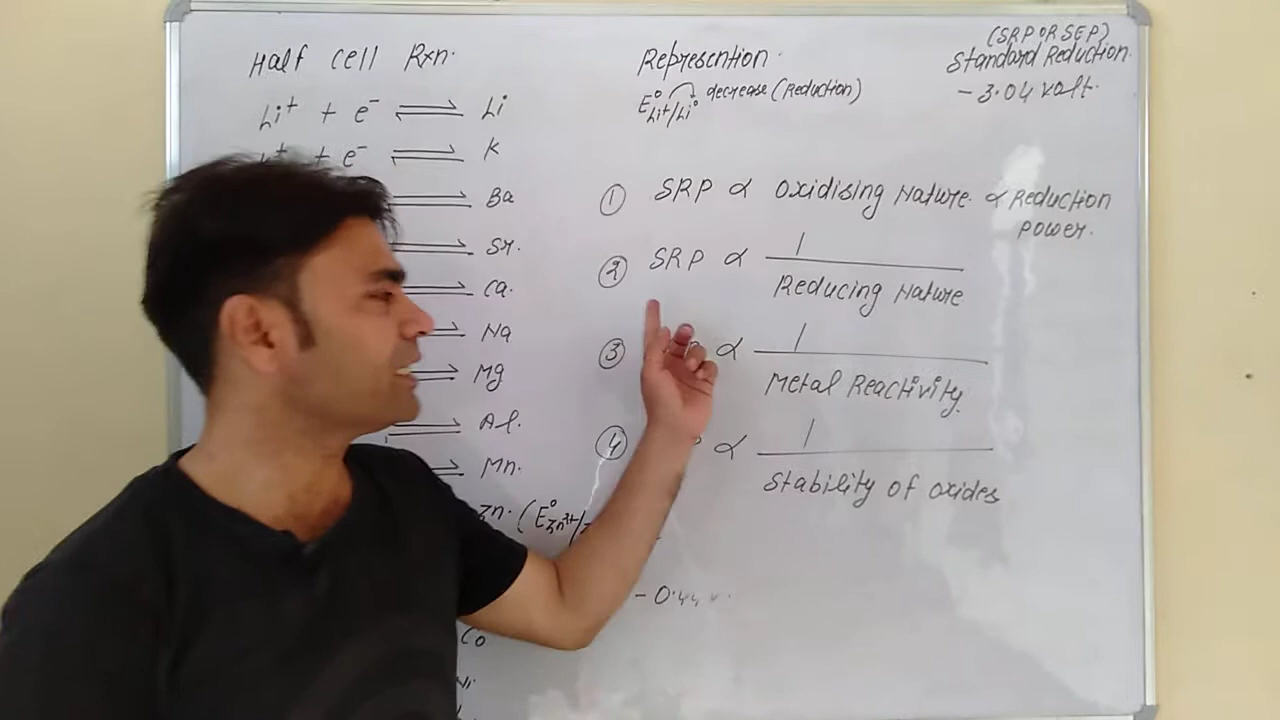 Half cell Rxn.
Li⁺ + e⁻ ⇌ Li
+ e⁻ ⇌ K
⇌ Ba
⇌ Sr.
⇌ Ca.
⇌ Na
⇌ Mg
⇌ Al.
⇌ Mn.
Zn. (E° Zn²⁺/
- 0.44
Co
Represention.
E° Li⁺/Li° decrease (Reduction)
(SRP OR SEP)
Standard Reduction.
- 3.04 volt.
① SRP ∝ Oxidising Nature. ∝ Reduction
Power.
② SRP ∝ 1
Reducing Nature
③ P ∝ 1
Metal Reactivity.
④ P ∝ 1
Stability of oxides